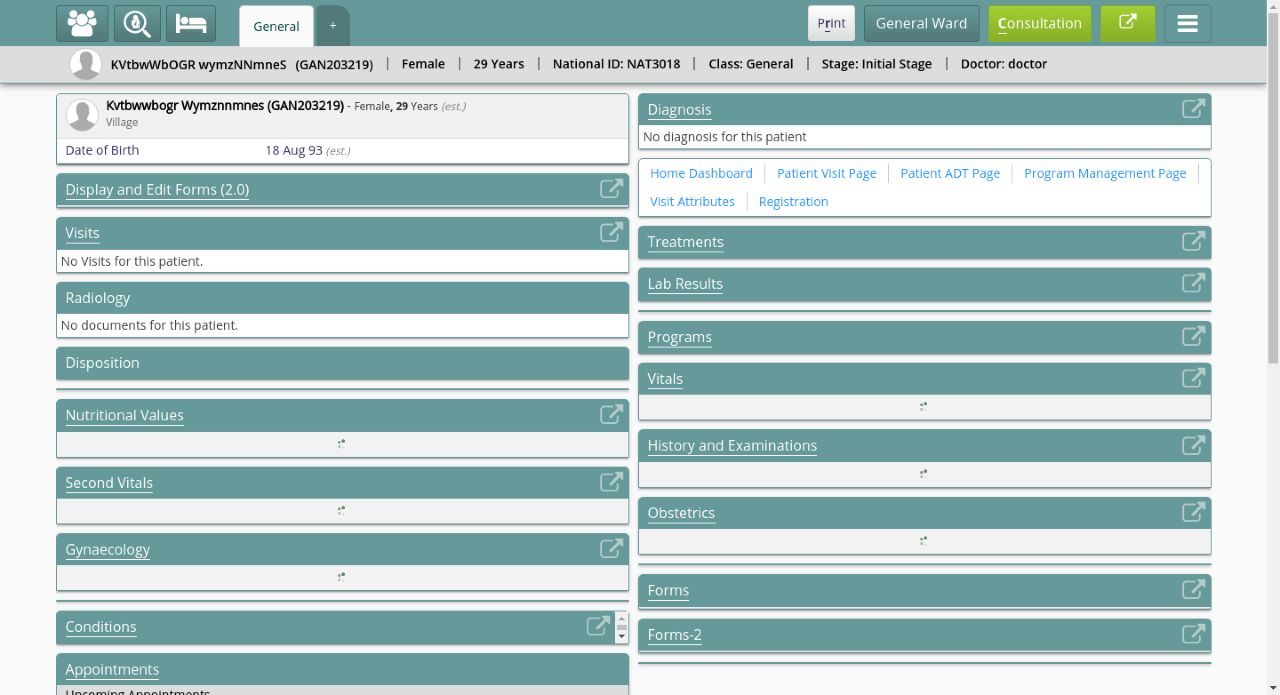 General
+
Print
General Ward
Consultation
KVtbwWbOGR wymzNNmneS (GAN203219) | Female | 29 Years | National ID: NAT3018 | Class: General | Stage: Initial Stage | Doctor: doctor
Kvtbwwbogr Wymznnmnes (GAN203219) - Female, 29 Years (est.)
Village
Date of Birth 18 Aug 93 (est.)
Display and Edit Forms (2.0)
Visits
No Visits for this patient.
Radiology
No documents for this patient.
Disposition
Nutritional Values
Second Vitals
Gynaecology
Conditions
Appointments
Upcoming Appointments
Diagnosis
No diagnosis for this patient
Home Dashboard Patient Visit Page Patient ADT Page Program Management Page
Visit Attributes Registration
Treatments
Lab Results
Programs
Vitals
History and Examinations
Obstetrics
Forms
Forms-2